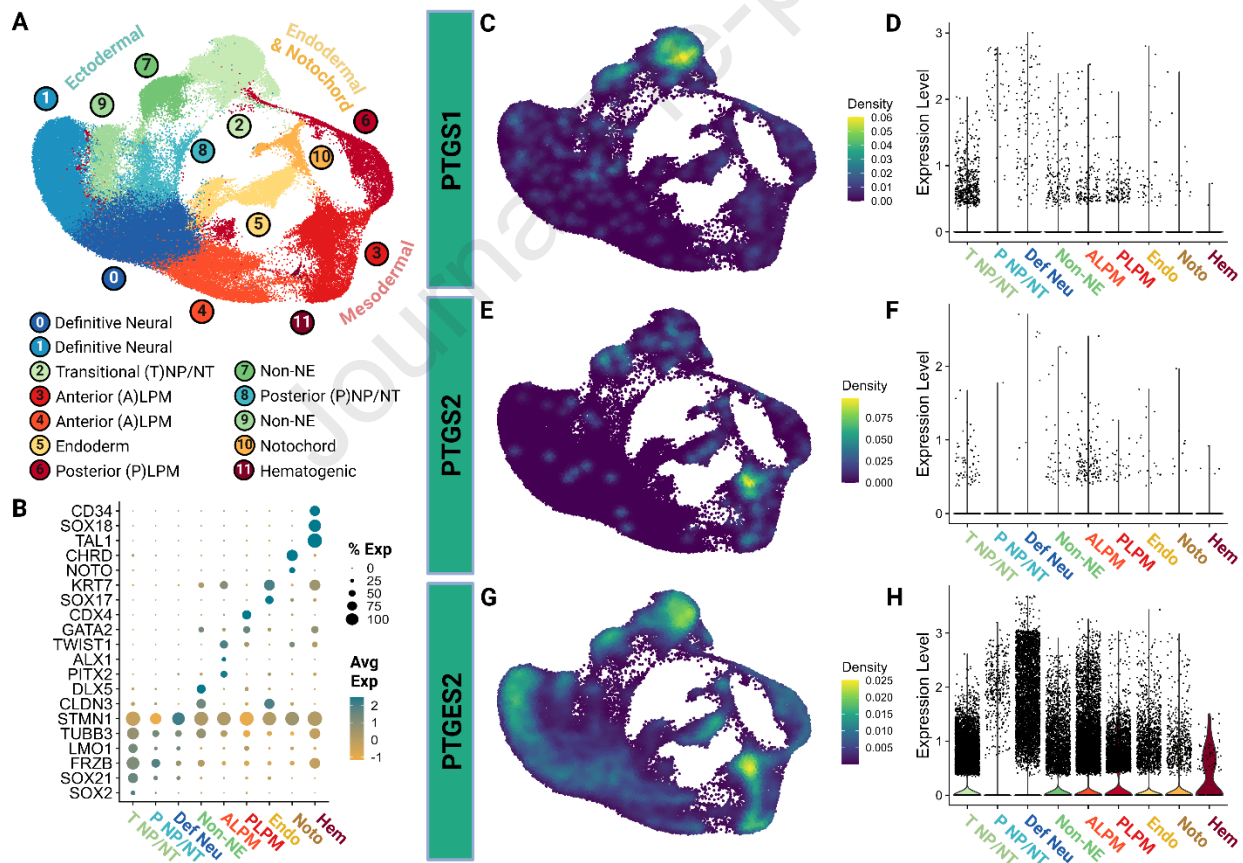 A
Ectodermal
Endodermal
& Notochord
Mesodermal
7
1
9
2
8
6
10
5
3
0
4
11
0 Definitive Neural
1 Definitive Neural
2 Transitional (T)NP/NT
3 Anterior (A)LPM
4 Anterior (A)LPM
5 Endoderm
6 Posterior (P)LPM
7 Non-NE
8 Posterior (P)NP/NT
9 Non-NE
10 Notochord
11 Hematogenic
B
CD34
SOX18
TAL1
CHRD
NOTO
KRT7
SOX17
CDX4
GATA2
TWIST1
ALX1
PITX2
DLX5
CLDN3
STMN1
TUBB3
LMO1
FRZB
SOX21
SOX2
T NP/NT
P NP/NT
Def Neu
Non-NE
ALPM
PLPM
Endo
Noto
Hem
% Exp
0
25
50
75
100
Avg
Exp
2
1
0
-1
Journal Pre-p
PTGS1
C
Density
0.06
0.05
0.04
0.03
0.02
0.01
0.00
D
Expression Level
3
2
1
0
T NP/NT
P NP/NT
Def Neu
Non-NE
ALPM
PLPM
Endo
Noto
Hem
PTGS2
E
Density
0.075
0.050
0.025
0.000
F
Expression Level
2
1
0
T NP/NT
P NP/NT
Def Neu
Non-NE
ALPM
PLPM
Endo
Noto
Hem
PTGES2
G
Density
0.025
0.020
0.015
0.010
0.005
H
Expression Level
3
2
1
0
T NP/NT
P NP/NT
Def Neu
Non-NE
ALPM
PLPM
Endo
Noto
Hem